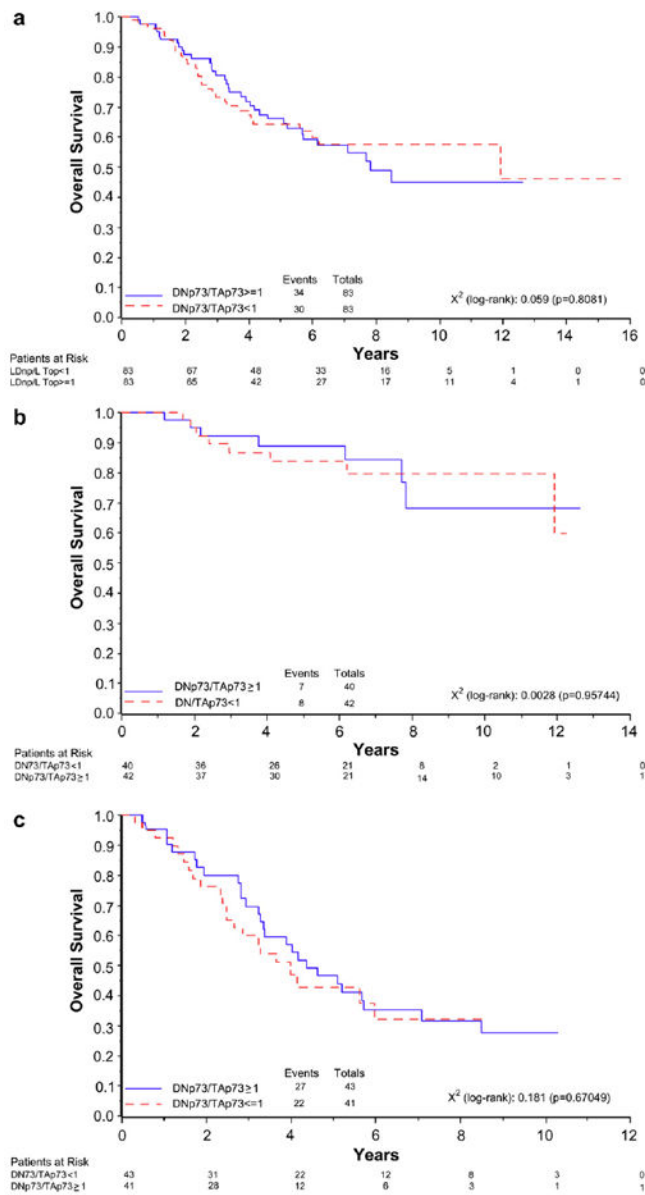 a
1.0
0.9
0.8
0.7
0.6
0.5
0.4
0.3
0.2
0.1
0.0
Overall Survival
Events Totals
DNp73/TAp73>=1 34 83
DNp73/TAp73<1 30 83
X2 (log-rank): 0.059 (p=0.8081)
0 2 4 6 8 10 12 14 16
Years
Patients at Risk
LDnp/L Top<1 83 67 48 33 16 5 1 0 0
LDnp/L Top>=1 83 65 42 27 17 11 4 1 0
b
1.0
0.9
0.8
0.7
0.6
0.5
0.4
0.3
0.2
0.1
0.0
Overall Survival
Events Totals
DNp73/TAp73≥1 7 40
DN/TAp73<1 8 42
X2 (log-rank): 0.0028 (p=0.95744)
0 2 4 6 8 10 12 14
Years
Patients at Risk
DN73/TAp73<1 40 36 26 21 8 2 1 0
DNp73/TAp73≥1 42 37 30 21 14 10 3 1
c
1.0
0.9
0.8
0.7
0.6
0.5
0.4
0.3
0.2
0.1
0.0
Overall Survival
Events Totals
DNp73/TAp73≥1 27 43
DNp73/TAp73<=1 22 41
X2 (log-rank): 0.181 (p=0.67049)
0 2 4 6 8 10
Years
Patients at Risk
DN73/TAp73<1 43 31 22 12 8 3 0
DNp73/TAp73≥1 41 28 12 6 3 1 1